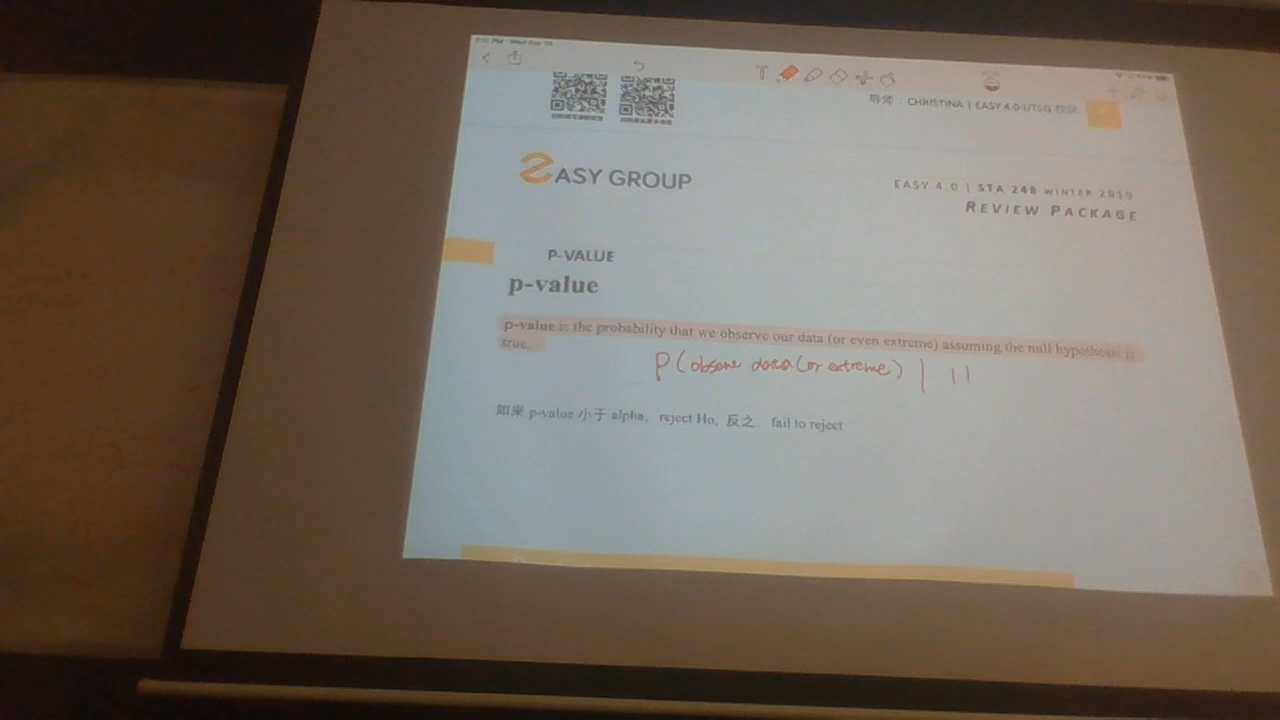 导师 : CHRISTINA | EASY 4.0-UTSG 校区
EASY GROUP
EASY 4.0 | STA 248 WINTER 2019
REVIEW PACKAGE
P-VALUE
p-value
p-value is the probability that we observe our data (or even extreme) assuming the null hypothesis is
true.
P(observe data (or extreme) |
如果 p-value 小于 alpha, reject Ho, 反之, fail to reject